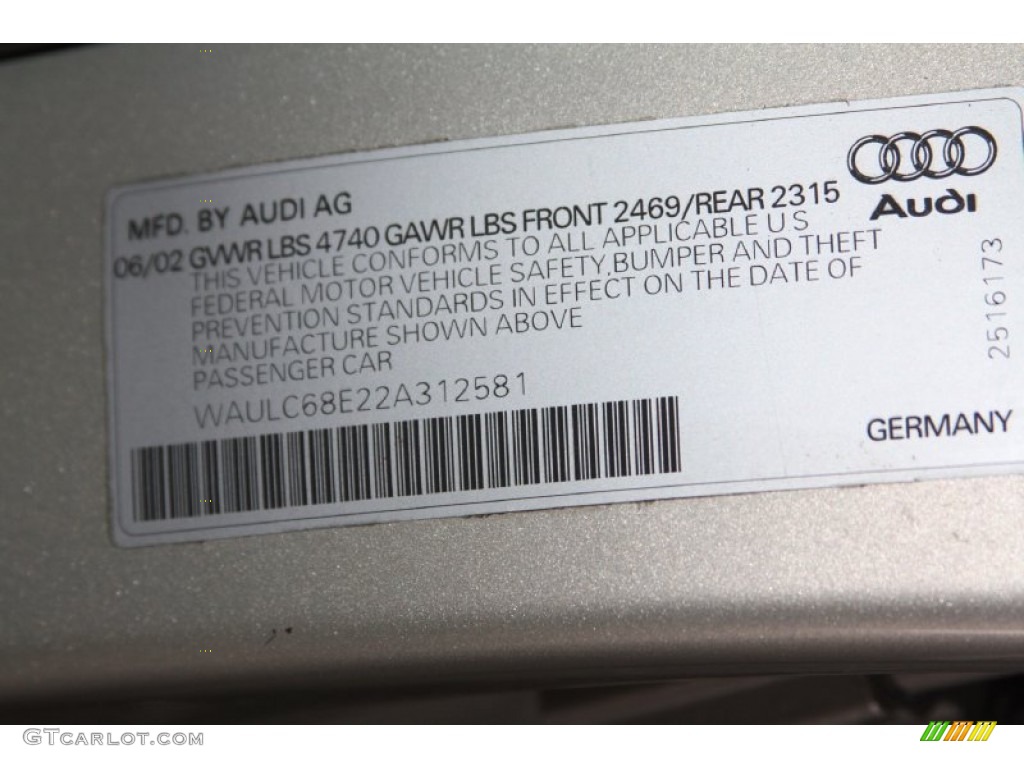 MFD. BY AUDI AG
06/02 GVWR LBS 4740 GAWR LBS FRONT 2469/REAR 2315
THIS VEHICLE CONFORMS TO ALL APPLICABLE U S
FEDERAL MOTOR VEHICLE SAFETY,BUMPER AND THEFT
PREVENTION STANDARDS IN EFFECT ON THE DATE OF
MANUFACTURE SHOWN ABOVE
PASSENGER CAR
WAULC68E22A312581
Audi
2516173
GERMANY
GTCARLOT.COM